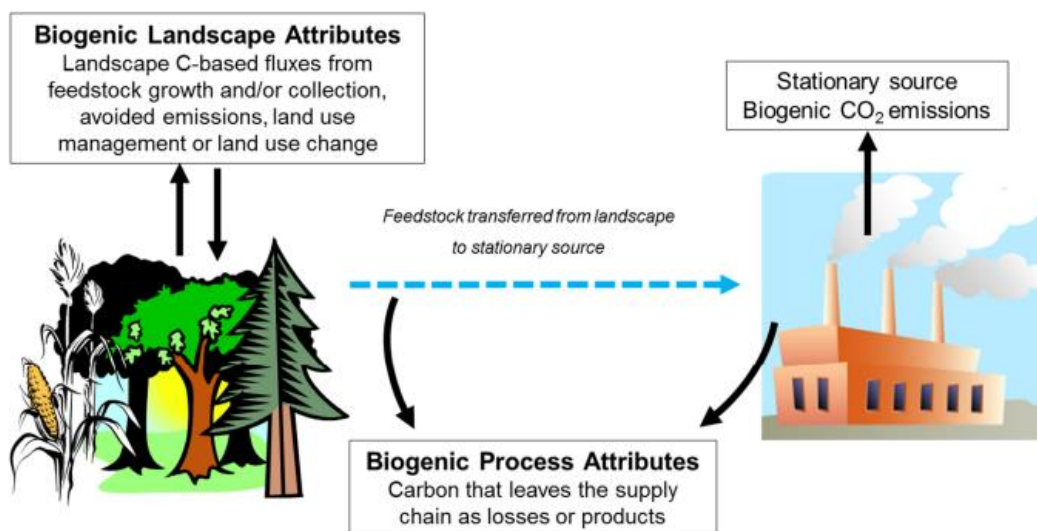 Biogenic Landscape Attributes
Landscape C-based fluxes from
feedstock growth and/or collection,
avoided emissions, land use
management or land use change
Stationary source
Biogenic CO₂ emissions
Feedstock transferred from landscape
to stationary source
Biogenic Process Attributes
Carbon that leaves the supply
chain as losses or products